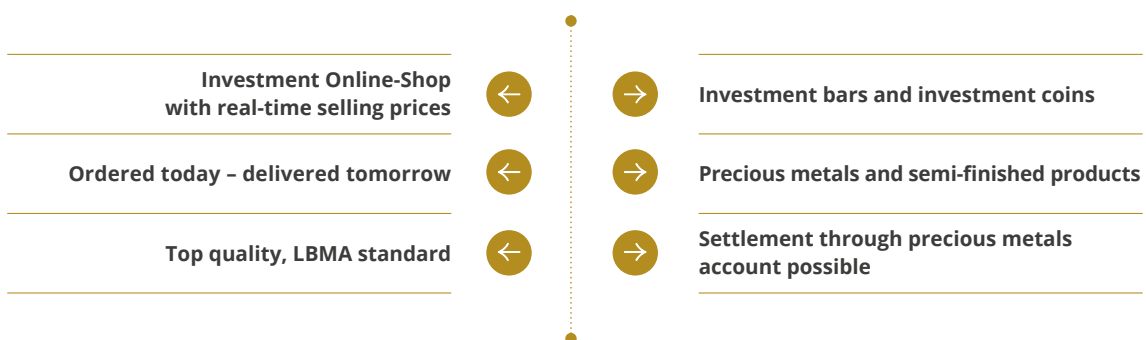 Investment Online-Shop
with real-time selling prices
Ordered today – delivered tomorrow
Top quality, LBMA standard
Investment bars and investment coins
Precious metals and semi-finished products
Settlement through precious metals
account possible